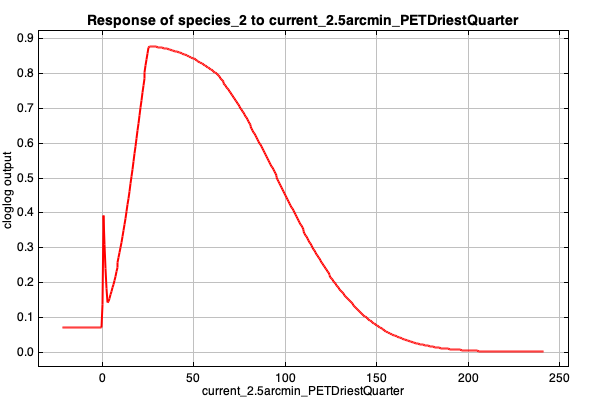 Response of species_2 to current_2.5arcmin_PETDriestQuarter
cloglog output
0.9
0.8
0.7
0.6
0.5
0.4
0.3
0.2
0.1
0.0
0 50 100 150 200 250
current_2.5arcmin_PETDriestQuarter